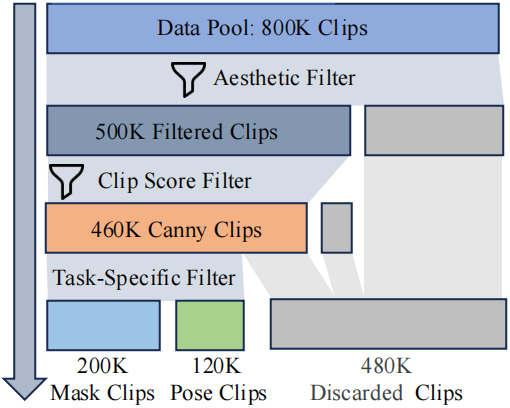 Data Pool: 800K Clips
Aesthetic Filter
500K Filtered Clips
Clip Score Filter
460K Canny Clips
Task-Specific Filter
200K
Mask Clips
120K
Pose Clips
480K
Discarded Clips